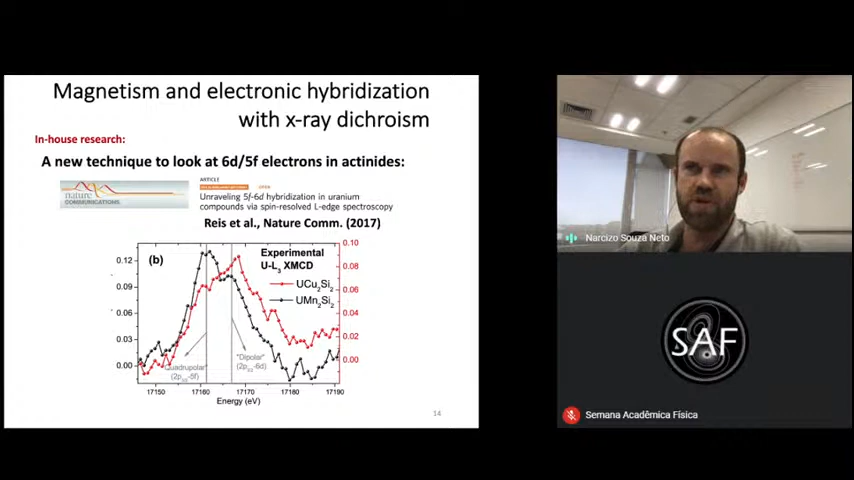 Magnetism and electronic hybridization
with x-ray dichroism
In-house research:
A new technique to look at 6d/5f electrons in actinides:
nature
COMMUNICATIONS
ARTICLE
OPEN
Unraveling 5f-6d hybridization in uranium
compounds via spin-resolved L-edge spectroscopy
Reis et al., Nature Comm. (2017)
(b)
Experimental
U-L3 XMCD
UCu2Si2
UMn2Si2
0.12
0.09
0.06
0.03
0.00
0.10
0.08
0.06
0.04
0.02
0.00
"Quadrupolar"
(2p3/2-5f)
"Dipolar"
(2p3/2-6d)
17150 17160 17170 17180 17190
Energy (eV)
14
Narcizo Souza Neto
SAF
Semana Acadêmica Física